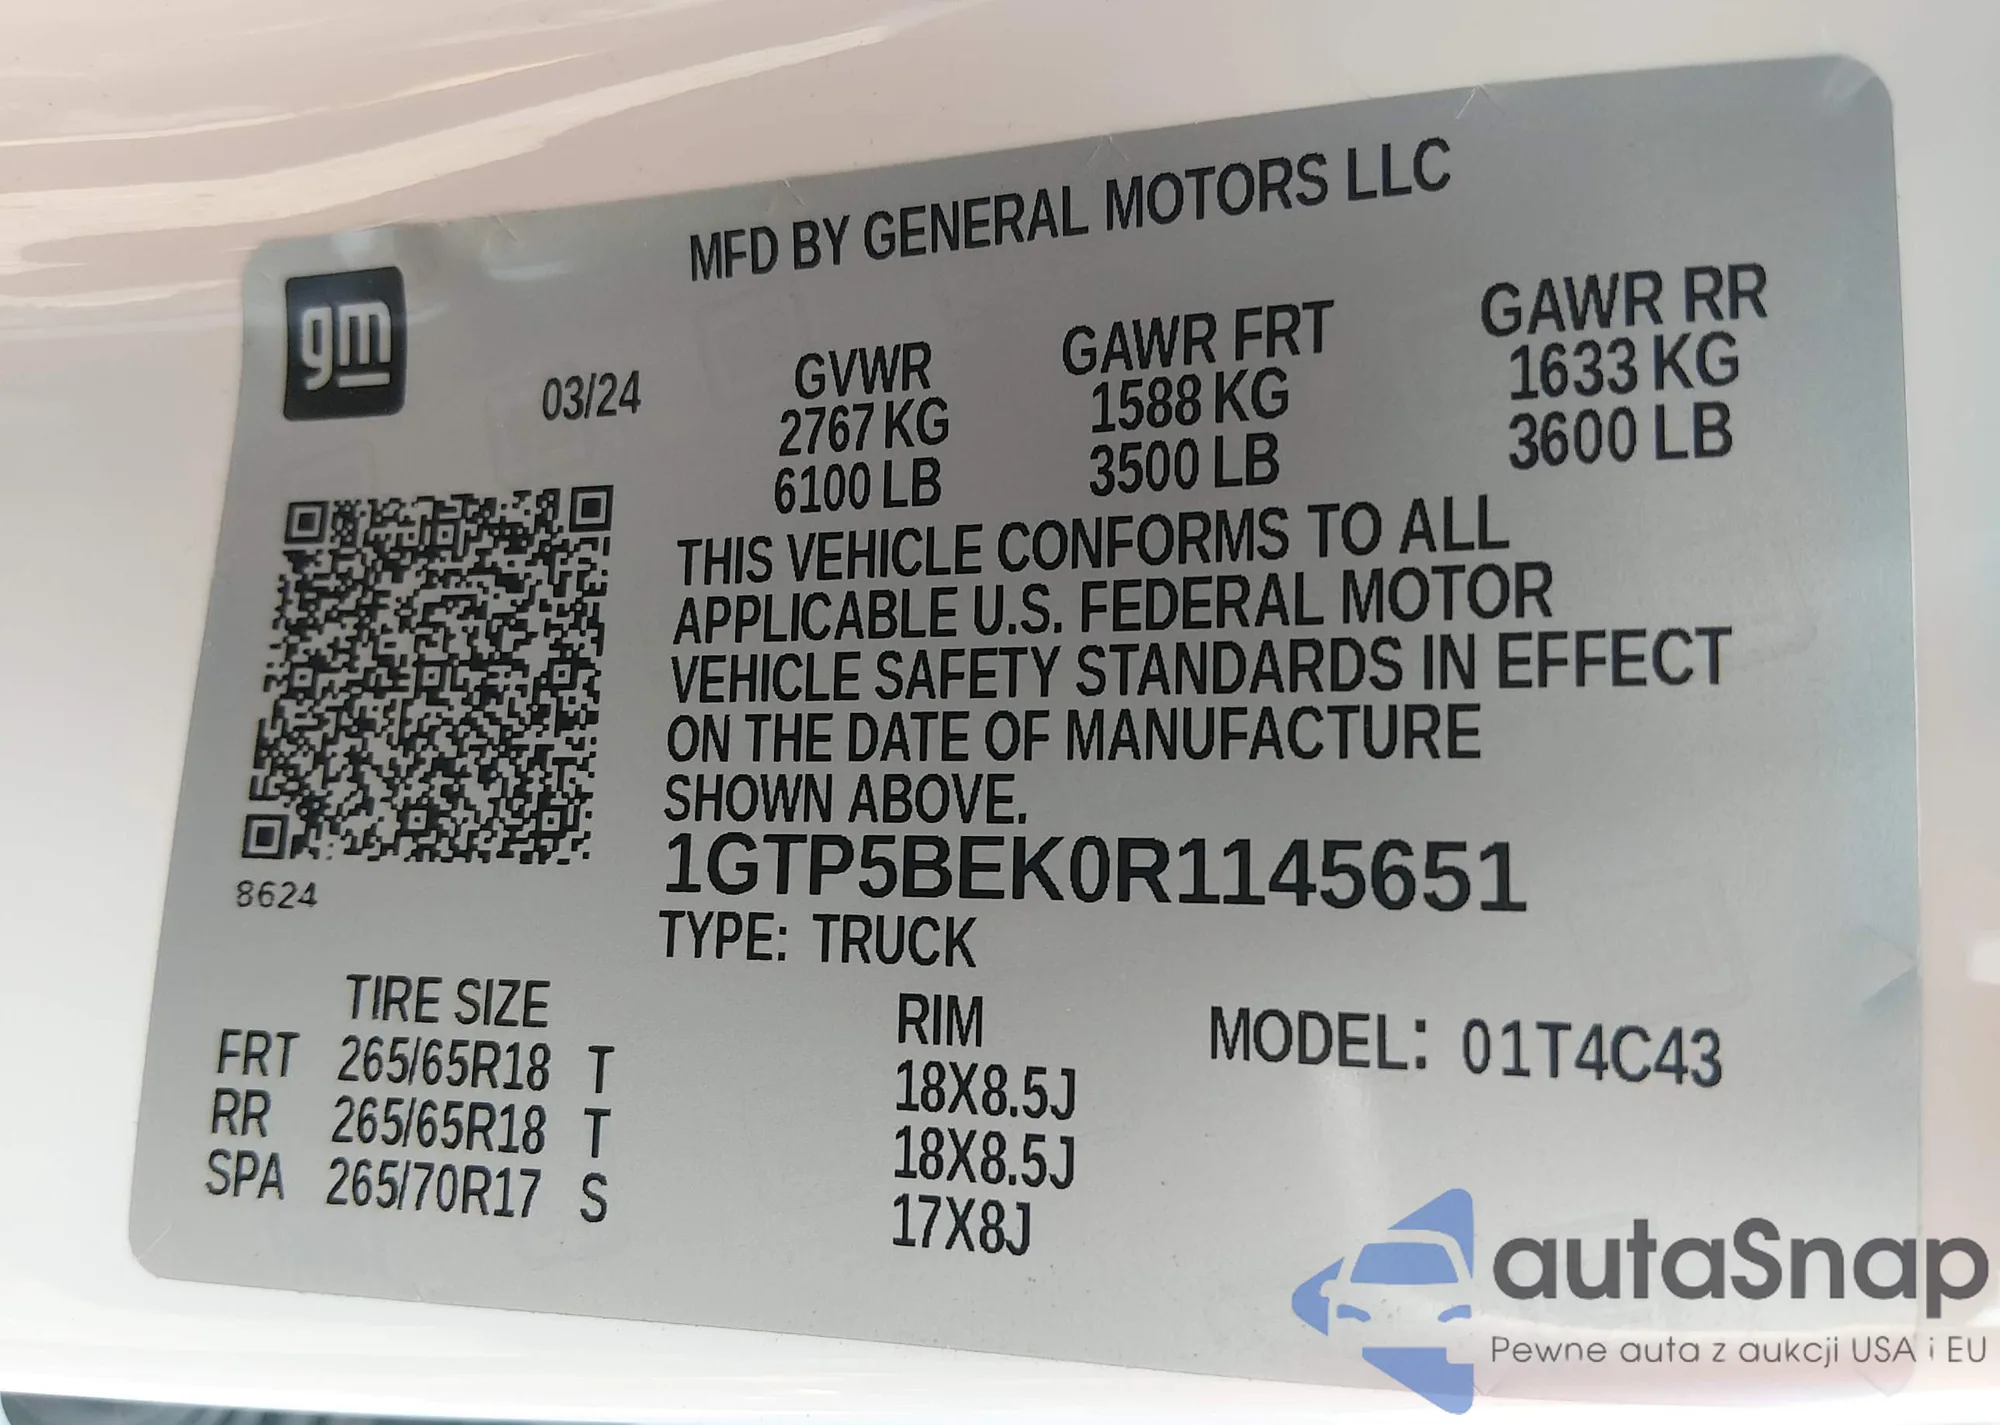 MFD BY GENERAL MOTORS LLC
gm
03/24
GVWR GAWR FRT GAWR RR
2767 KG 1588 KG 1633 KG
6100 LB 3500 LB 3600 LB
THIS VEHICLE CONFORMS TO ALL
APPLICABLE U.S. FEDERAL MOTOR
VEHICLE SAFETY STANDARDS IN EFFECT
ON THE DATE OF MANUFACTURE
SHOWN ABOVE.
8624
1GTP5BEK0R1145651
TYPE: TRUCK
TIRE SIZE RIM MODEL: 01T4C43
FRT 265/65R18 T 18X8.5J
RR 265/65R18 T 18X8.5J
SPA 265/70R17 S 17X8J
autaSnap
Pewne auta z aukcji USA i EU